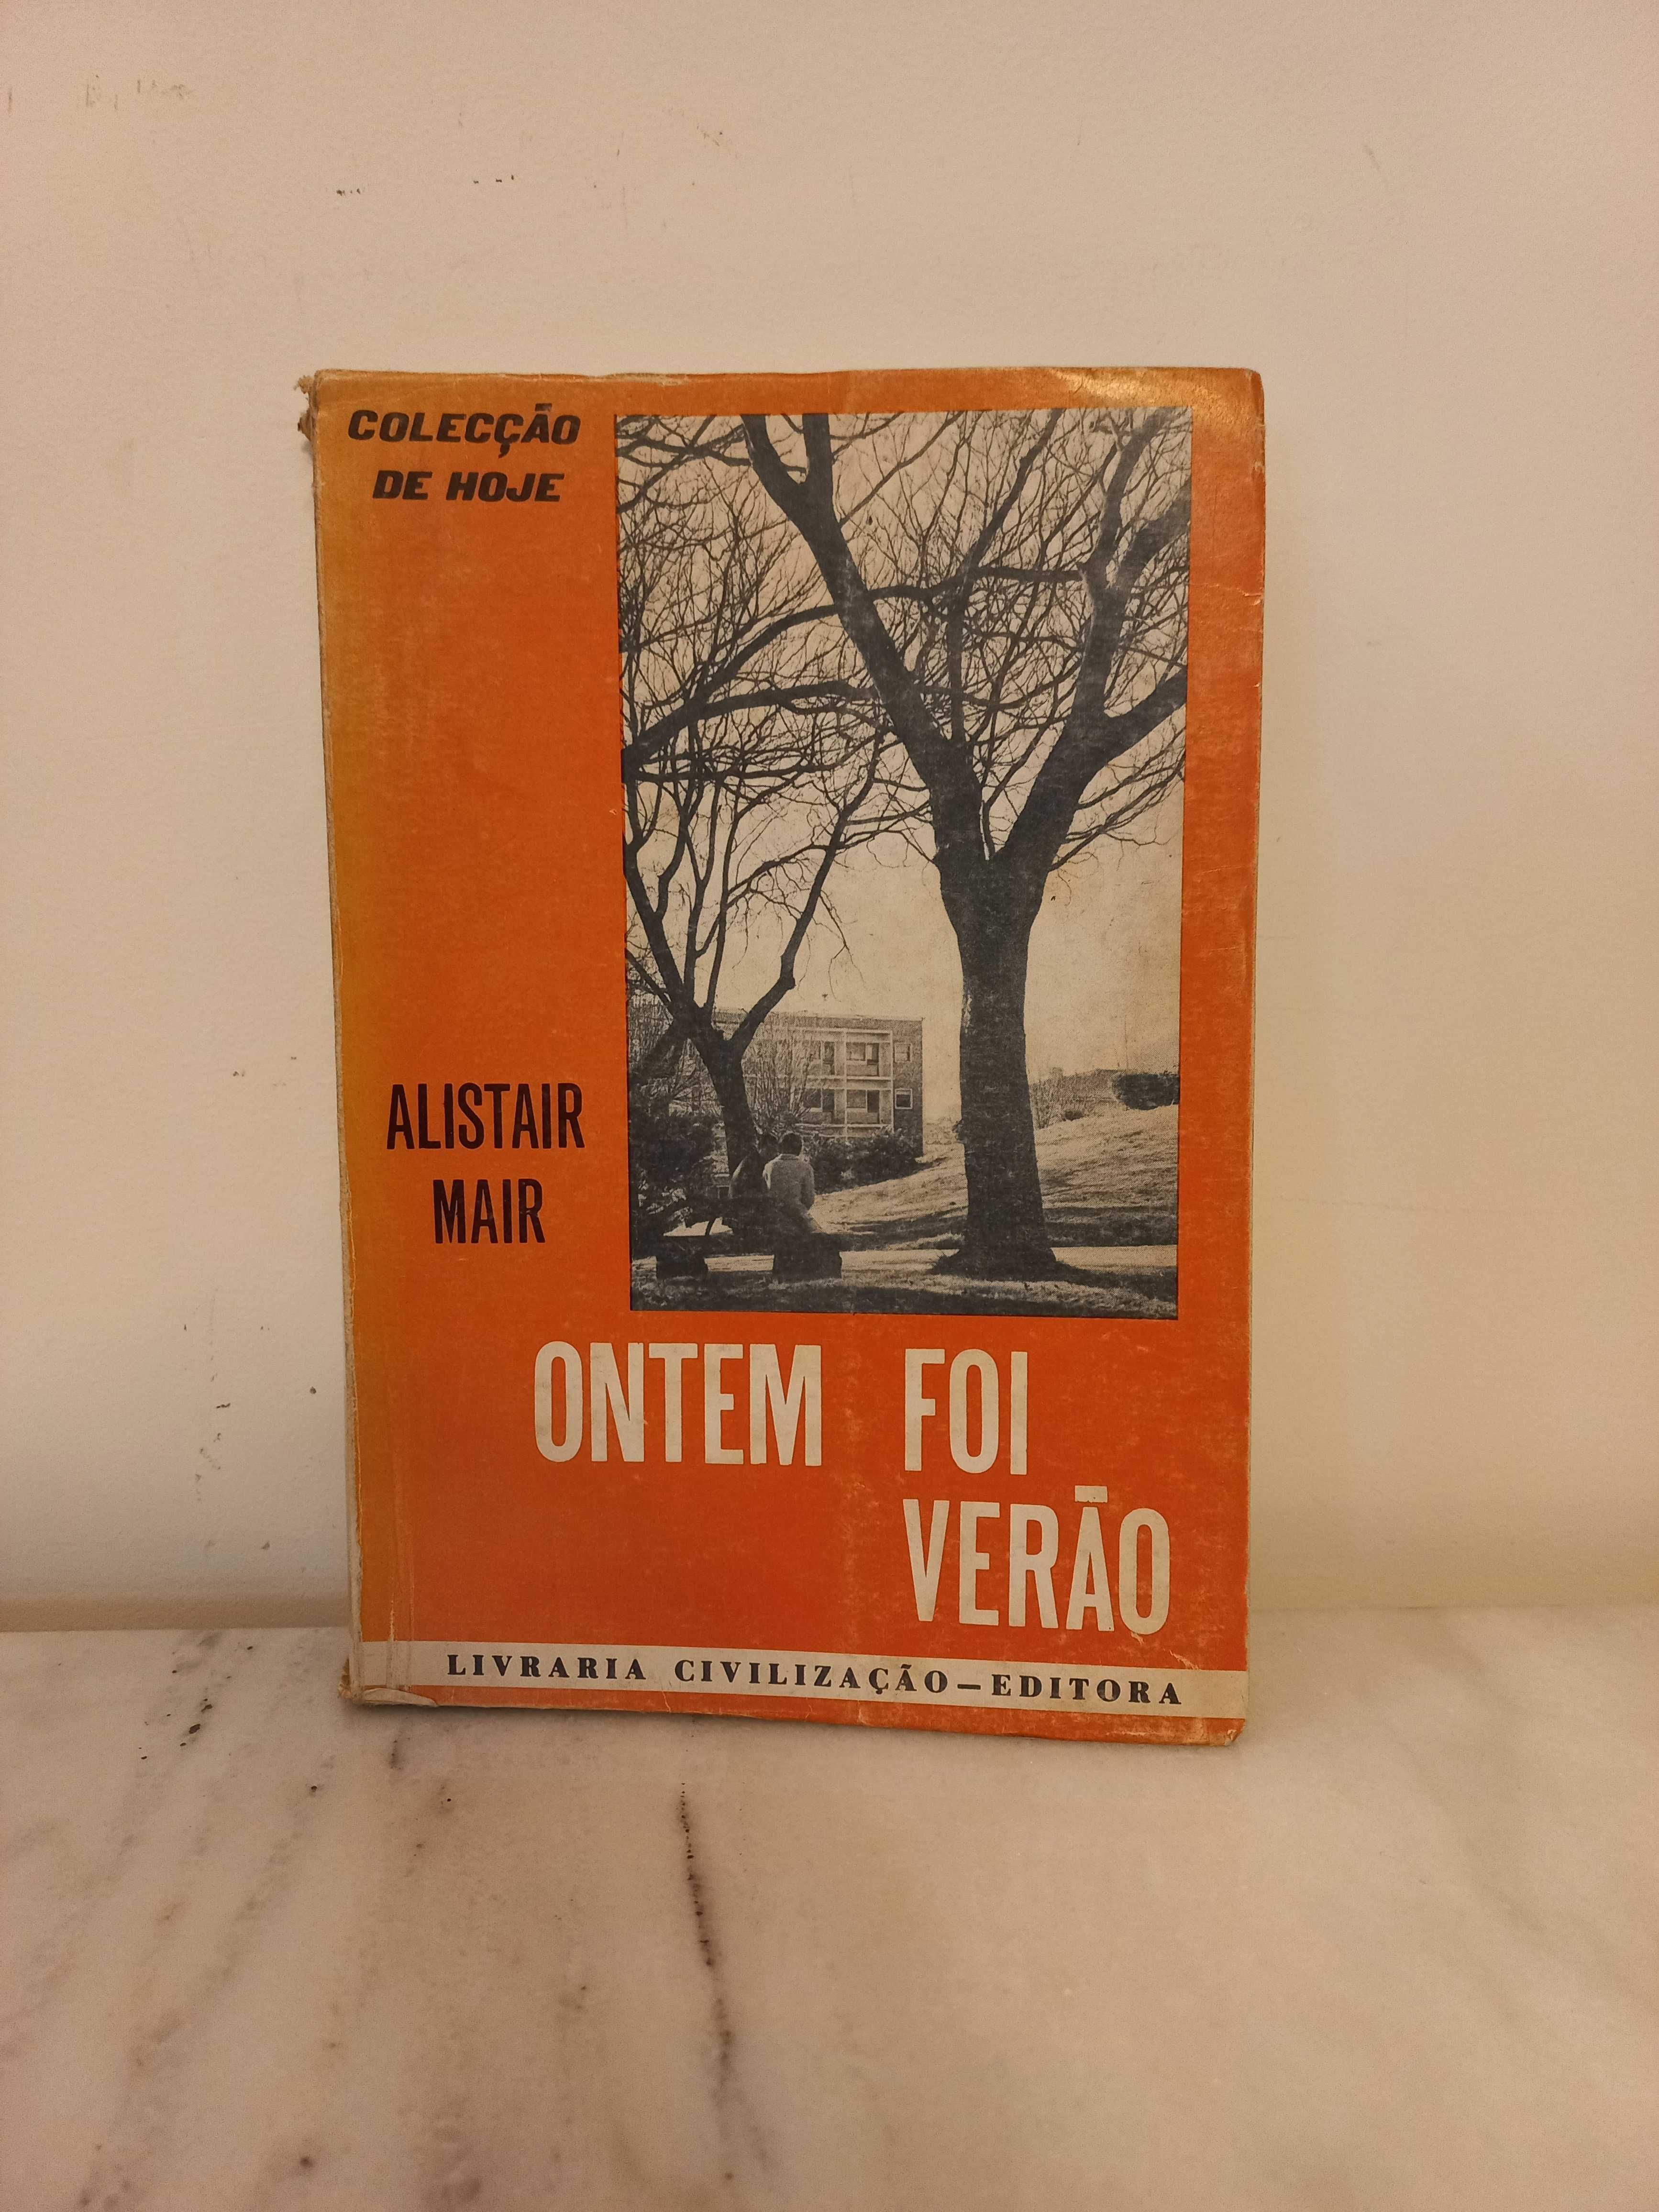 COLECÇÃO
DE HOJE
ALISTAIR
MAIR
ONTEM FOI
VERÃO
LIVRARIA CIVILIZAÇÃO—EDITORA